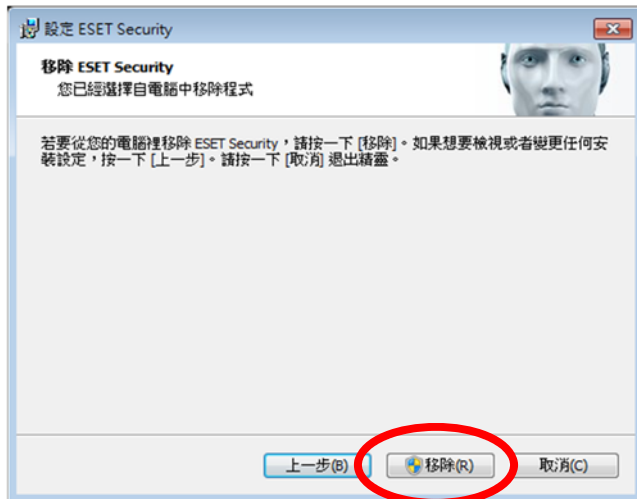 設定 ESET Security
移除 ESET Security
您已經選擇自電腦中移除程式
若要從您的電腦裡移除 ESET Security，請按一下 [移除]。如果想要檢視或者變更任何安
裝設定，按一下 [上一步]。請按一下 [取消] 退出精靈。
上一步(B)
移除(R)
取消(C)